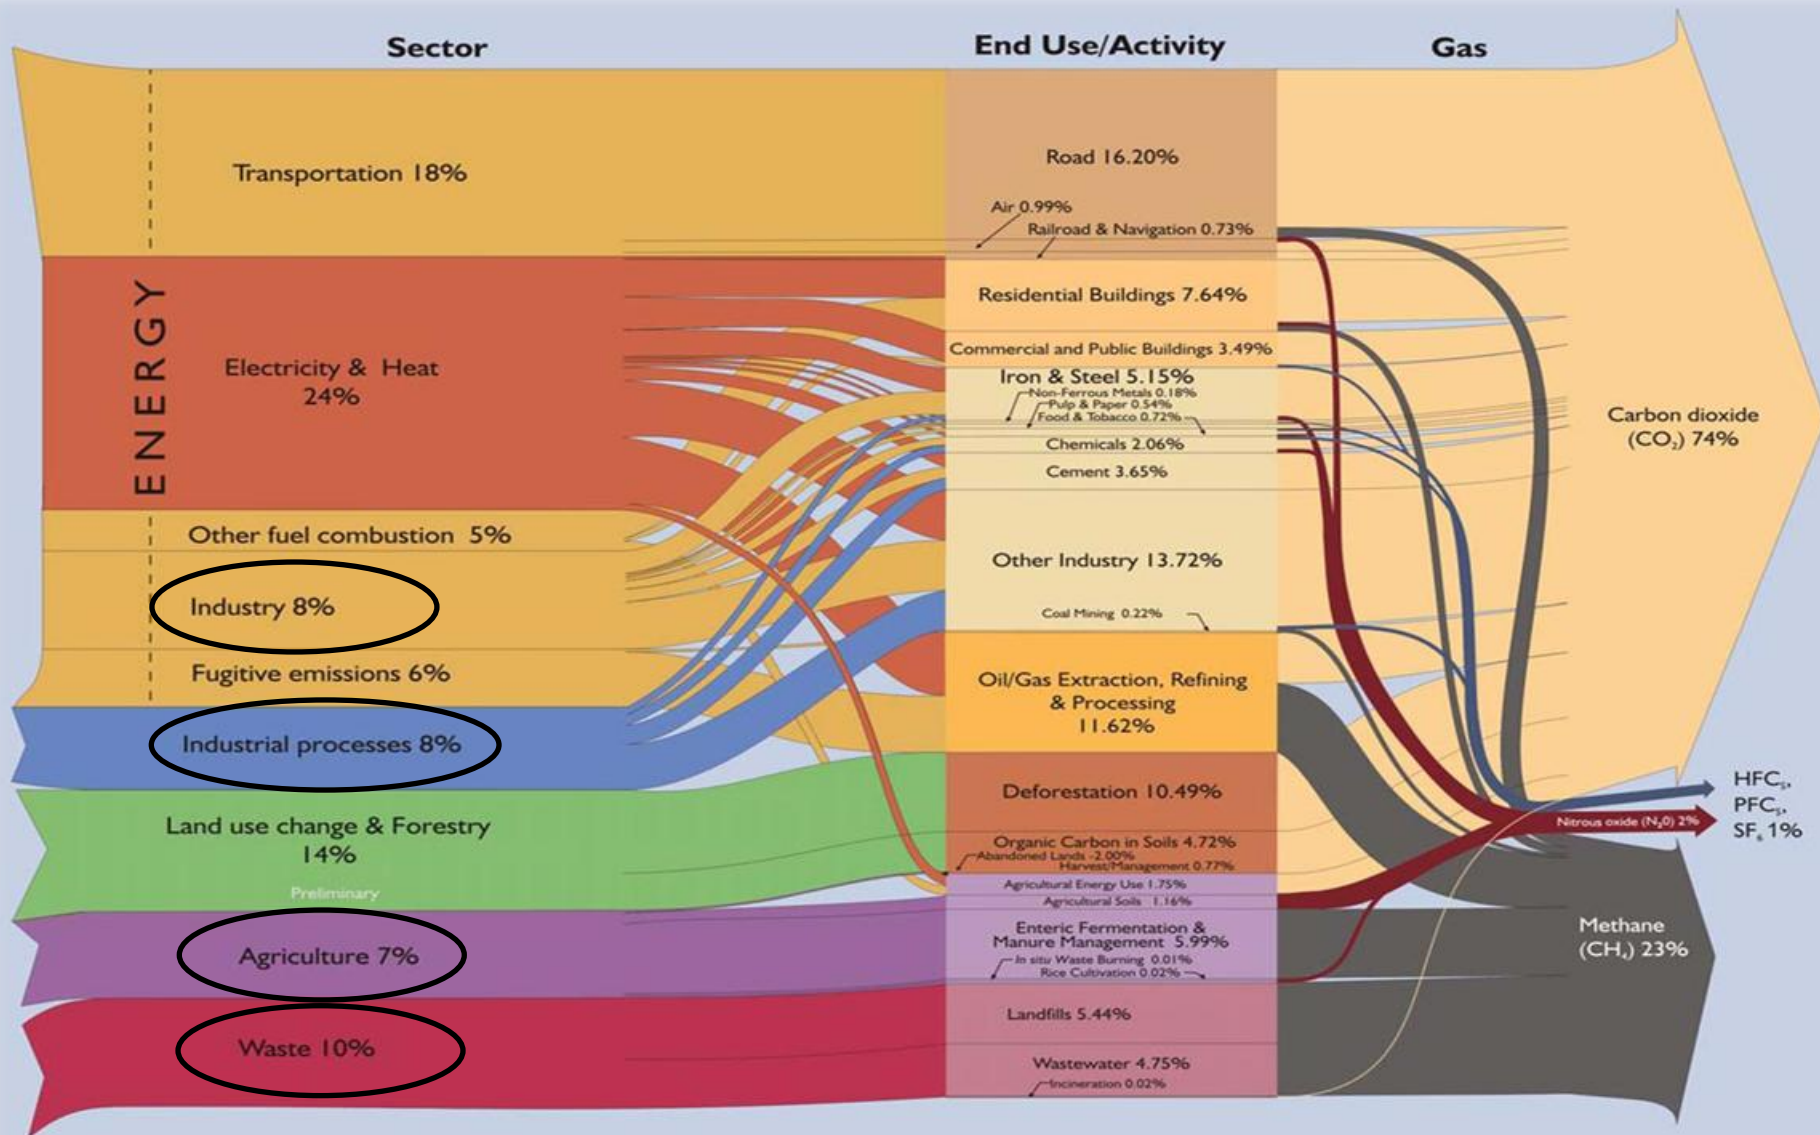 Sector
End Use/Activity
Gas
ENERGY
Transportation 18%
Electricity & Heat
24%
Other fuel combustion 5%
Industry 8%
Fugitive emissions 6%
Industrial processes 8%
Land use change & Forestry
14%
Preliminary
Agriculture 7%
Waste 10%
Road 16.20%
Air 0.99%
Railroad & Navigation 0.73%
Residential Buildings 7.64%
Commercial and Public Buildings 3.49%
Iron & Steel 5.15%
Non-Ferrous Metals 0.18%
Pulp & Paper 0.54%
Food & Tobacco 0.72%
Chemicals 2.06%
Cement 3.65%
Other Industry 13.72%
Coal Mining 0.22%
Oil/Gas Extraction, Refining
& Processing
11.62%
Deforestation 10.49%
Organic Carbon in Soils 4.72%
Abandoned Lands -2.00%
Harvest/Management 0.77%
Agricultural Energy Use 1.75%
Agricultural Soils 1.16%
Enteric Fermentation &
Manure Management 5.99%
In situ Waste Burning 0.01%
Rice Cultivation 0.02%
Landfills 5.44%
Wastewater 4.75%
Incineration 0.02%
Carbon dioxide
(CO₂) 74%
HFCₛ,
PFCₛ,
SF₆ 1%
Nitrous oxide (N₂0) 2%
Methane
(CH₄) 23%